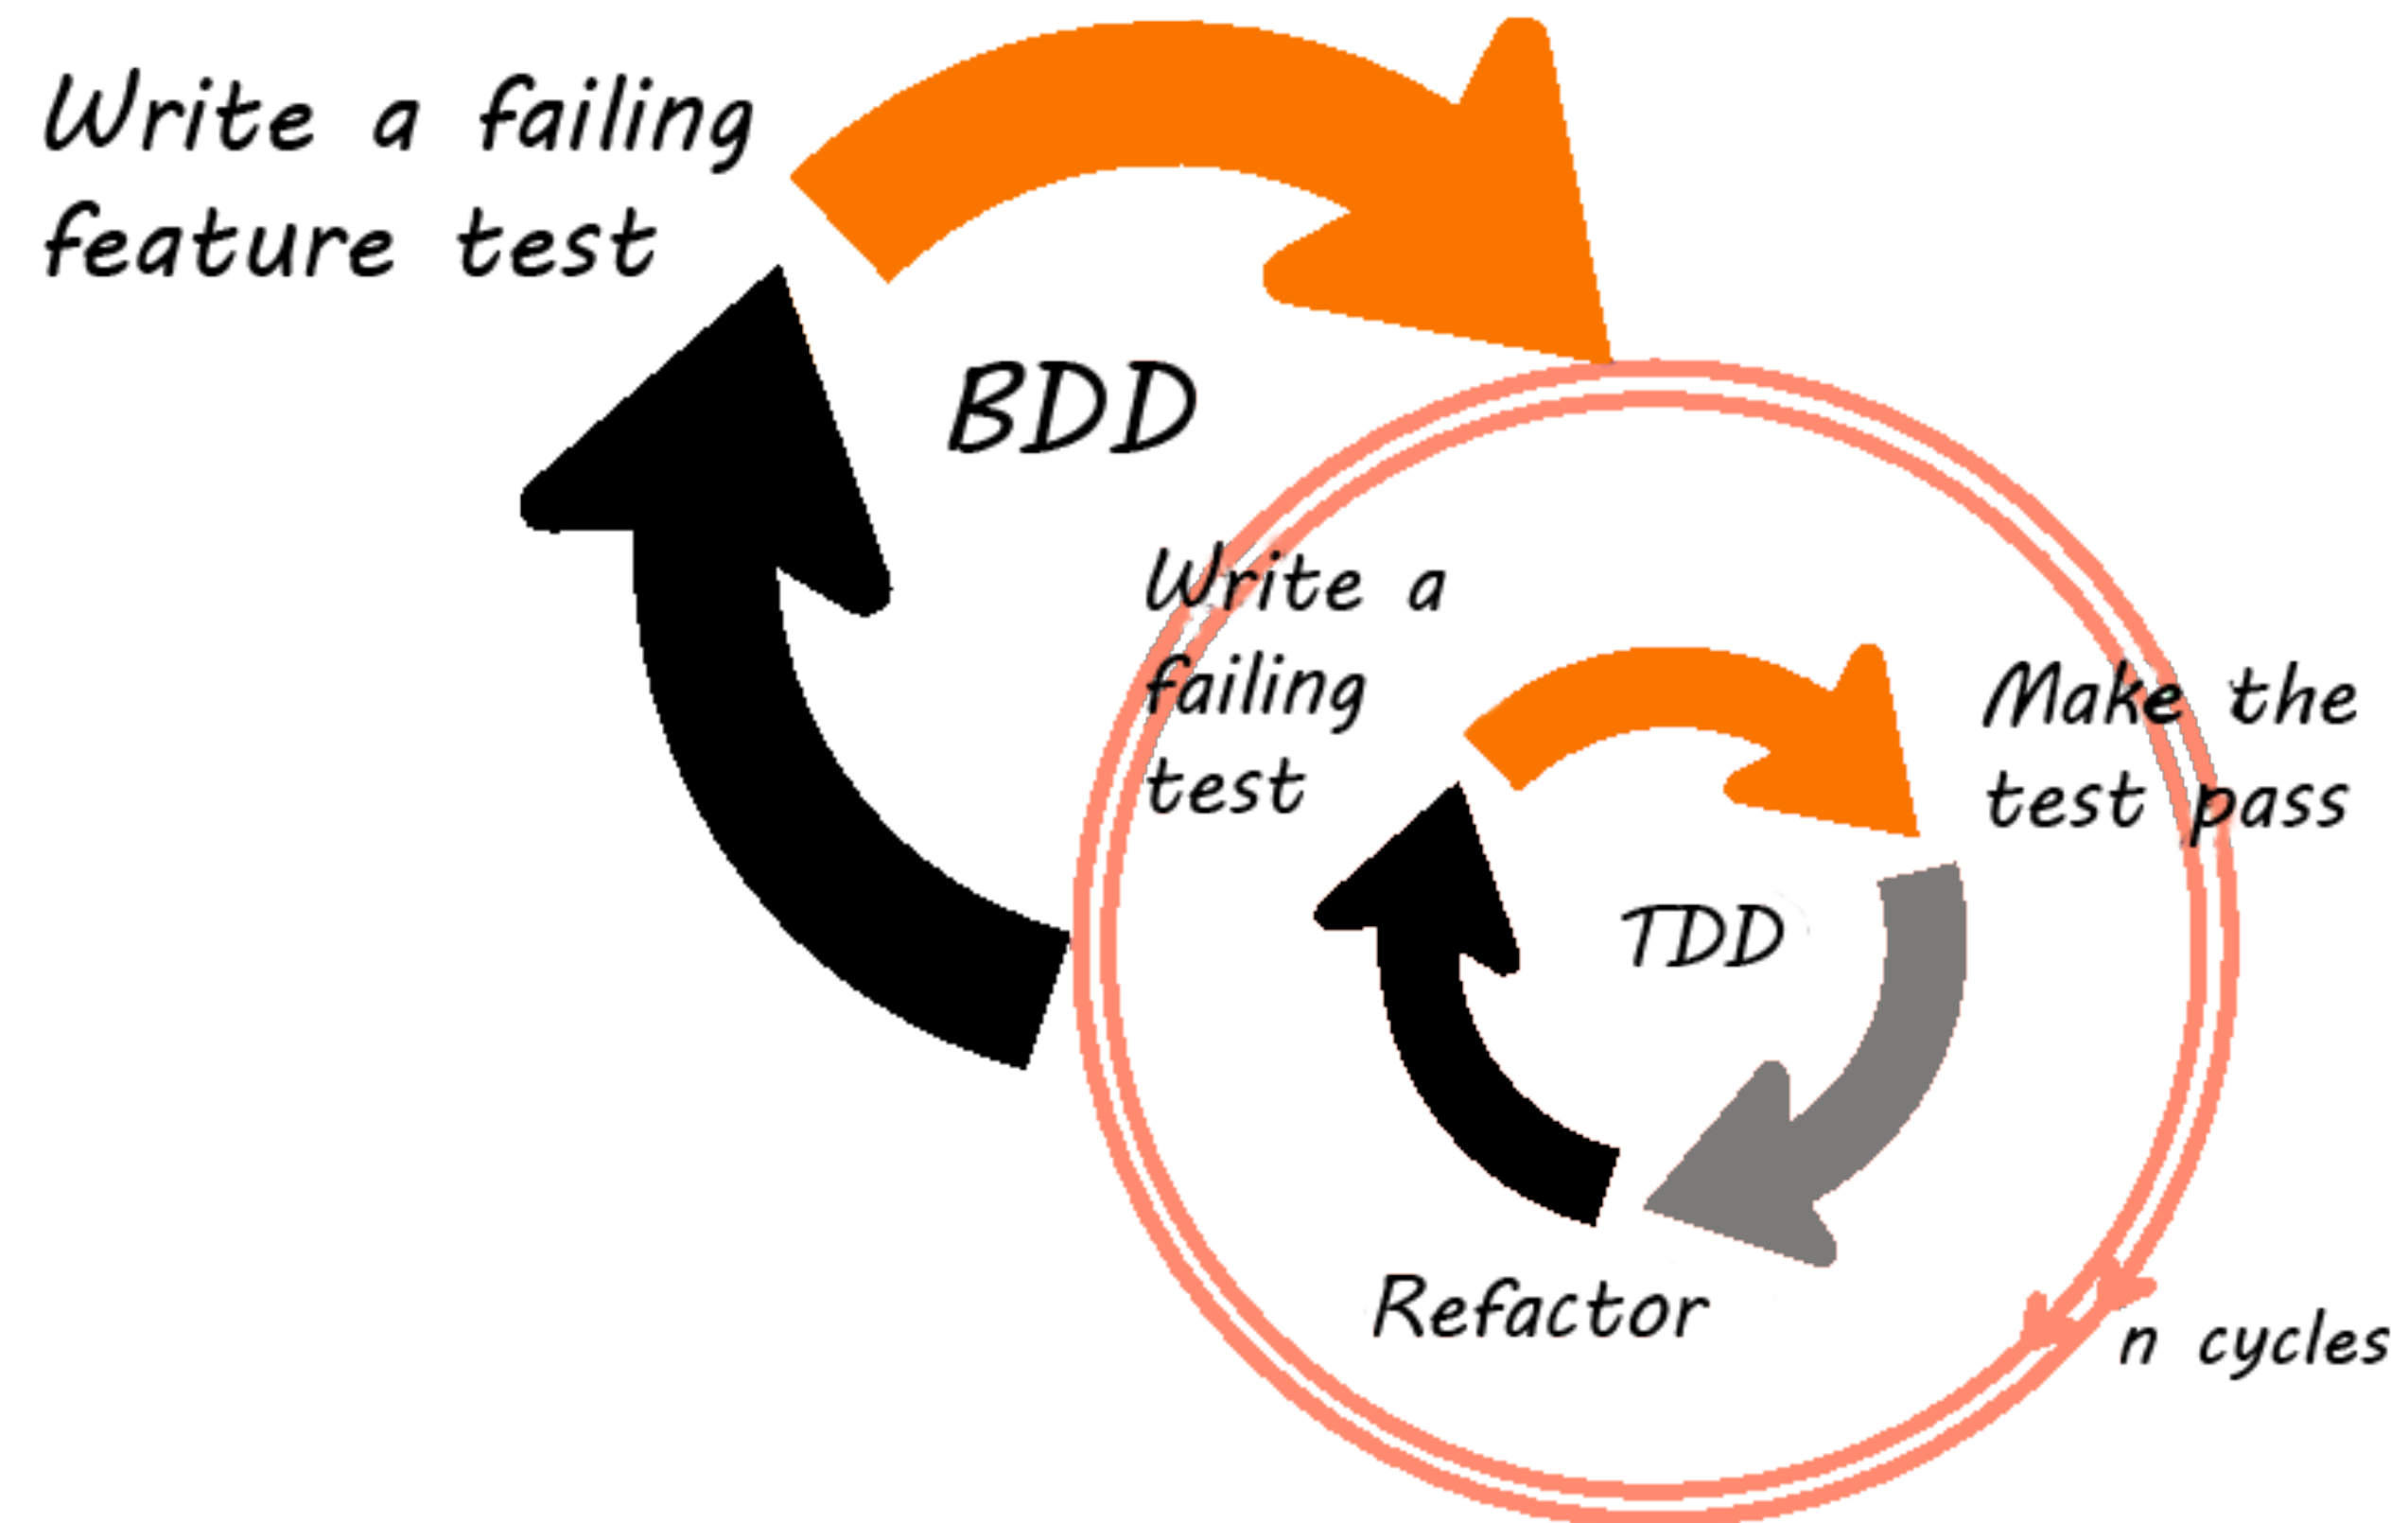 Write a failing
feature test
BDD
Write a
failing
test
Make the
test pass
TDD
Refactor
n cycles